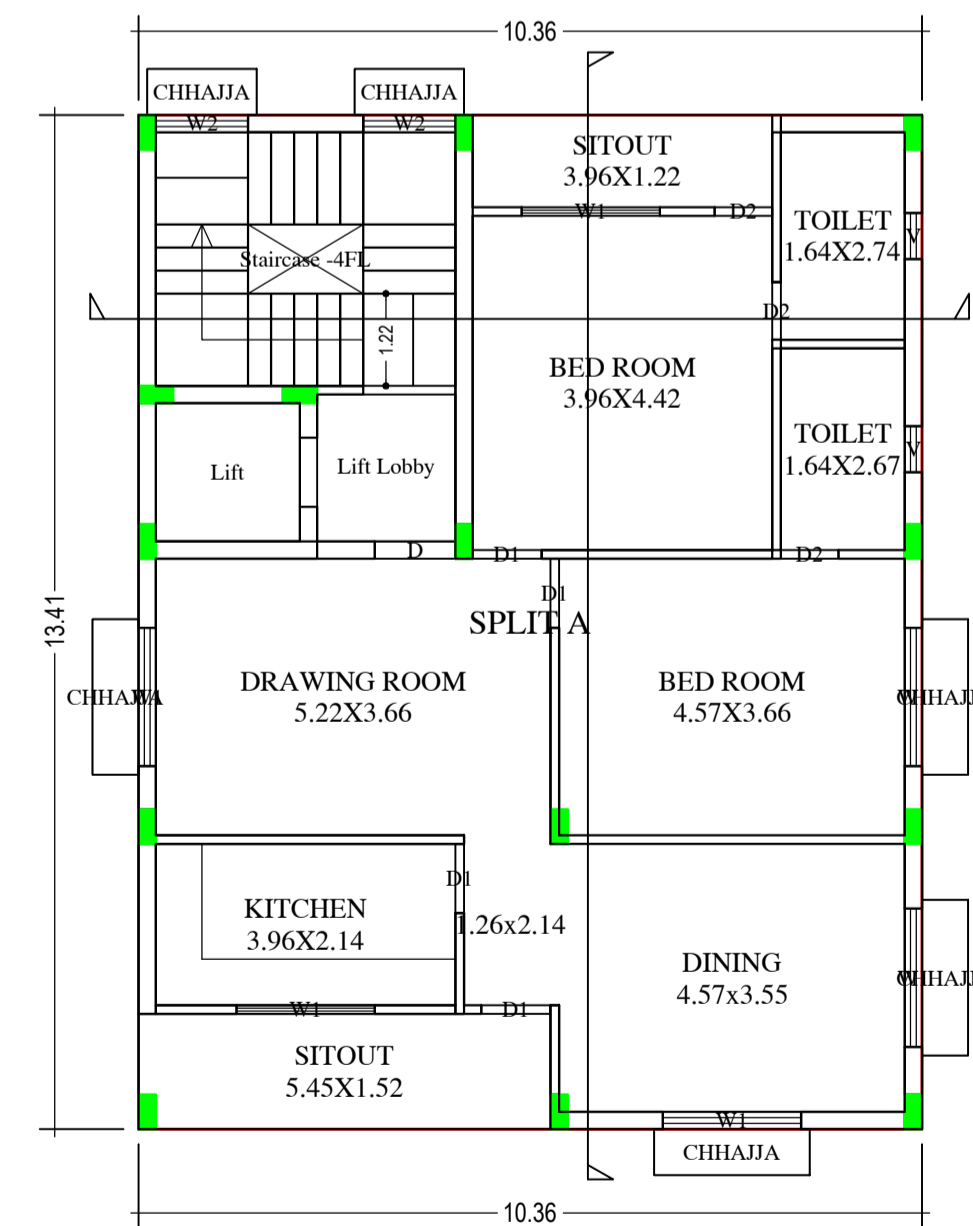 10.36
CHHAJJA
CHHAJJA
W2
W2
SITOUT
3.96X1.22
W1
D2
TOILET
1.64X2.74
V
Staircase -4FL
D2
1.22
BED ROOM
3.96X4.42
TOILET
1.64X2.67
V
Lift
Lift Lobby
D
D1
D2
D1
SPLIT A
13.41
DRAWING ROOM
5.22X3.66
BED ROOM
4.57X3.66
CHHAJJA
CHHAJJ
D1
KITCHEN
3.96X2.14
1.26x2.14
DINING
4.57x3.55
CHHAJJ
W1
D1
SITOUT
5.45X1.52
W1
CHHAJJA
10.36